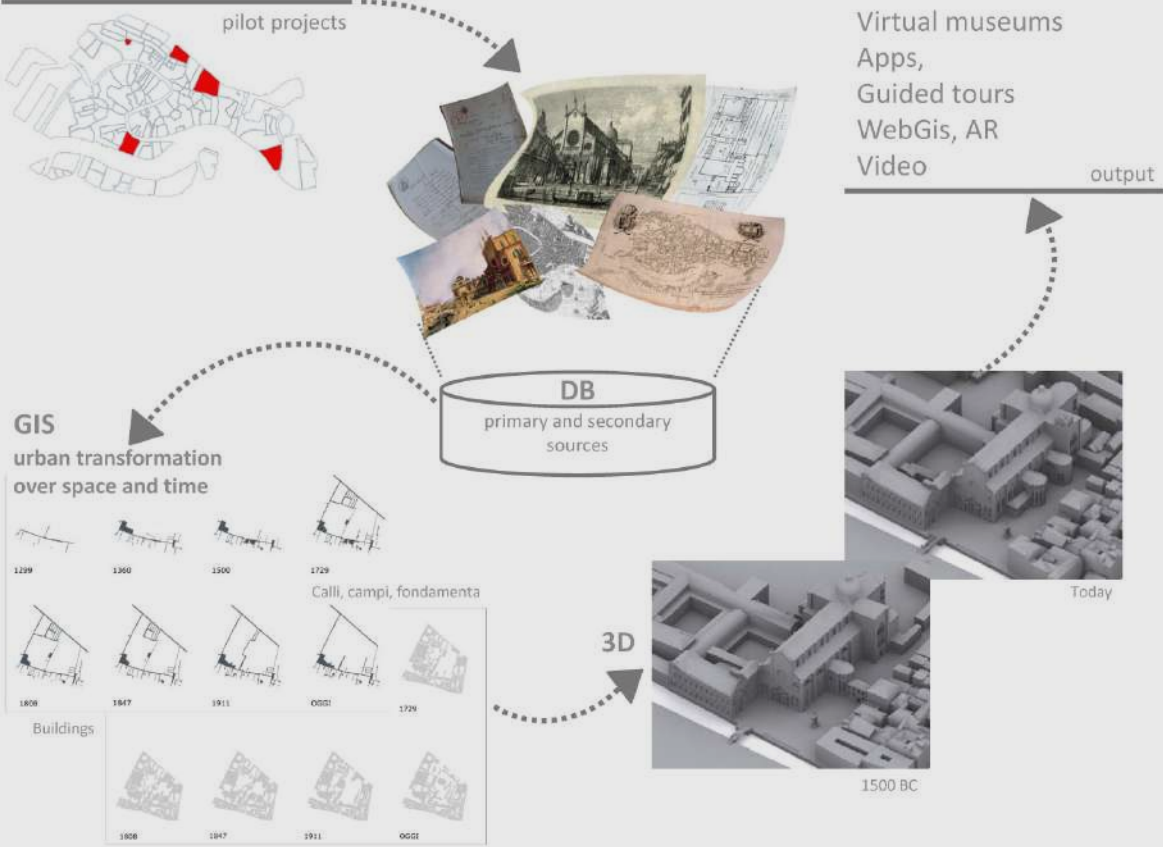 pilot projects
Virtual museums
Apps,
Guided tours
WebGis, AR
Video
output
DB
primary and secondary
sources
GIS
urban transformation
over space and time
1299
1360
1500
1729
Calli, campi, fondamenta
1808
1847
1911
OGGI
1729
Buildings
1808
1847
1911
OGGI
3D
Today
1500 BC